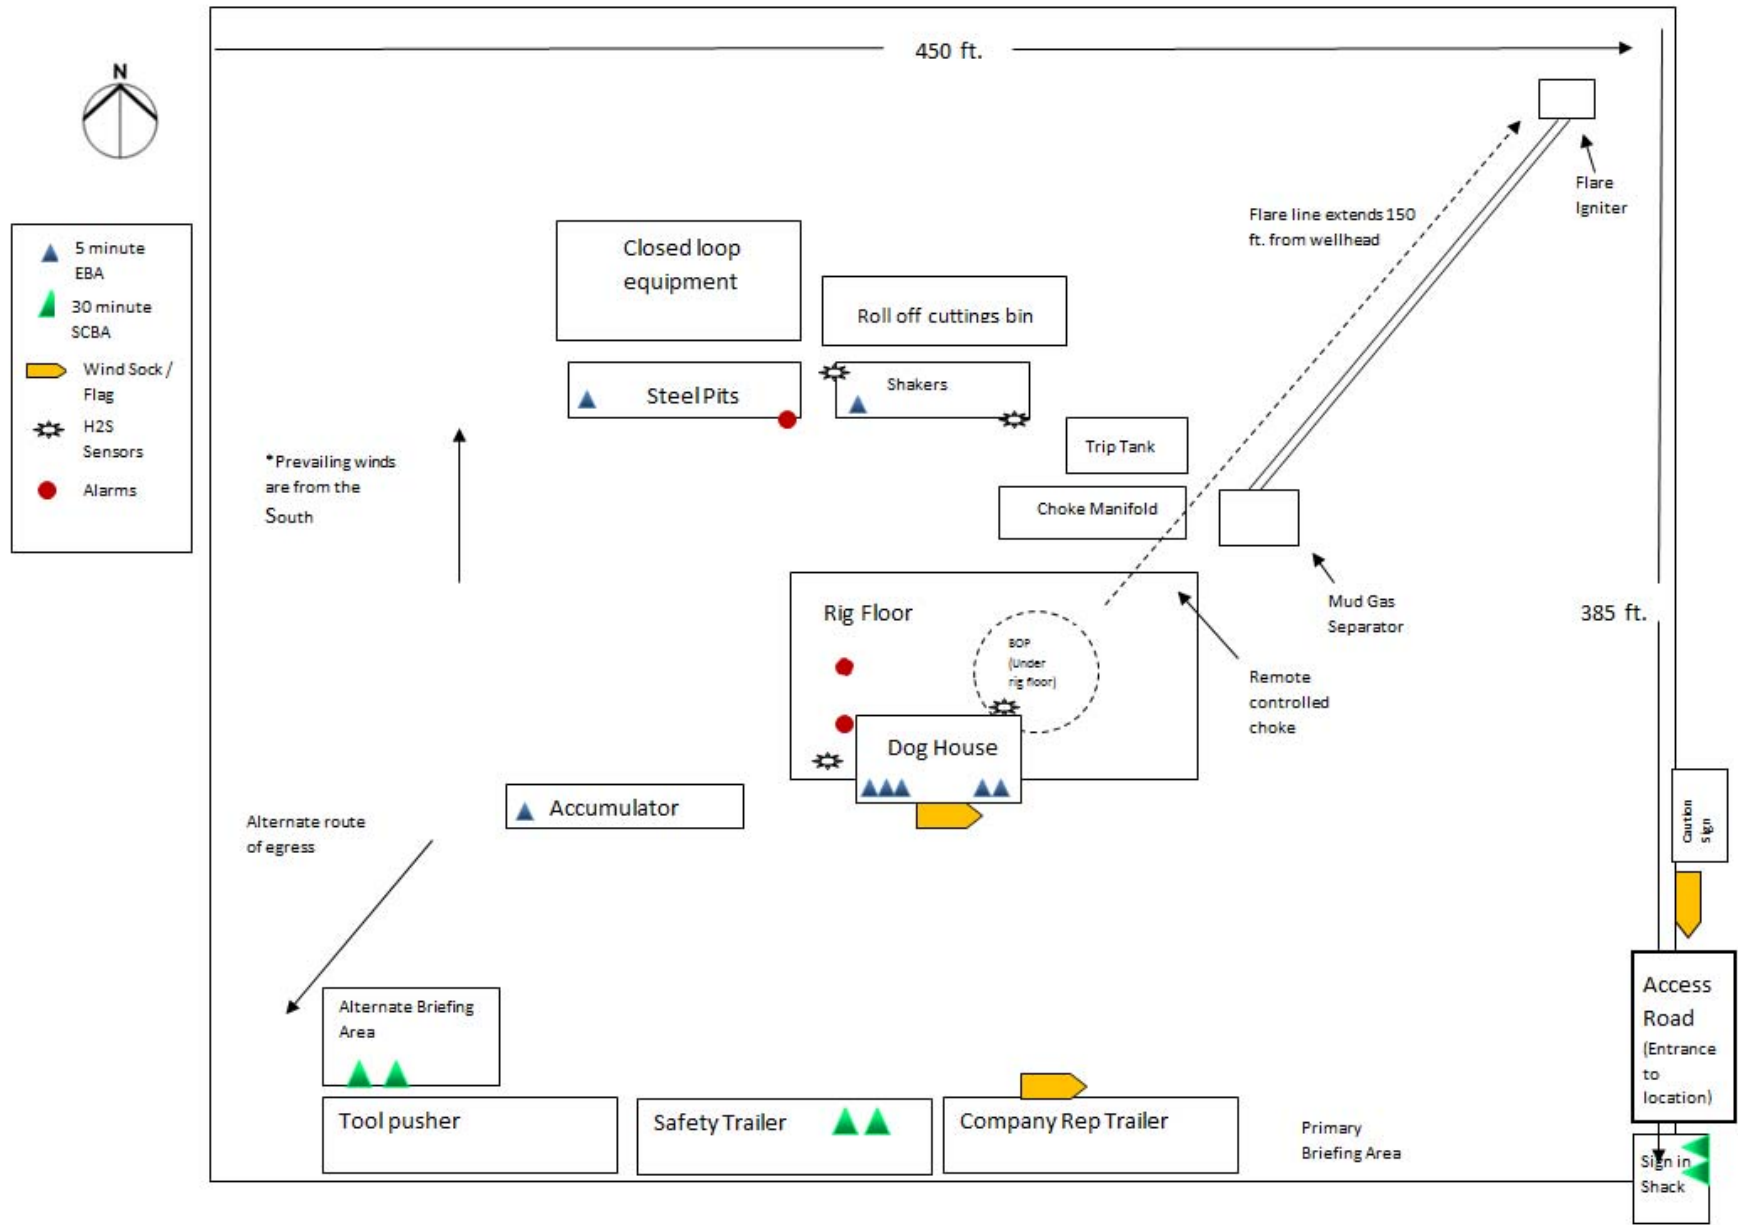 450 ft.
N
Flare
Igniter
5 minute
EBA
30 minute
SCBA
Wind Sock /
Flag
H2S
Sensors
Alarms
Flare line extends 150
ft. from wellhead
Closed loop
equipment
Roll off cuttings bin
Steel Pits
Shakers
Trip Tank
Choke Manifold
*Prevailing winds
are from the
South
Mud Gas
Separator
385 ft.
Rig Floor
BOP
(Under
rig floor)
Remote
controlled
choke
Dog House
Accumulator
Alternate route
of egress
Caution
Sign
Access
Road
(Entrance
to
location)
Alternate Briefing
Area
Tool pusher
Safety Trailer
Company Rep Trailer
Primary
Briefing Area
Sign in
Shack